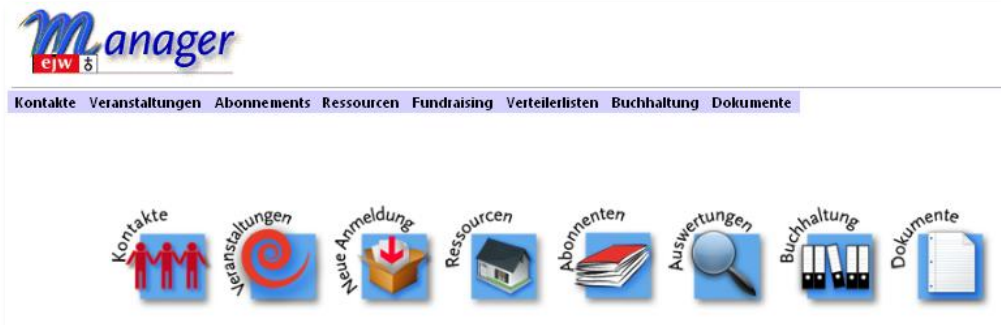 Manager
ejw
Kontakte Veranstaltungen Abonnements Ressourcen Fundraising Verteilerlisten Buchhaltung Dokumente
Kontakte Veranstaltungen Neue Anmeldung Ressourcen Abonnenten Auswertungen Buchhaltung Dokumente